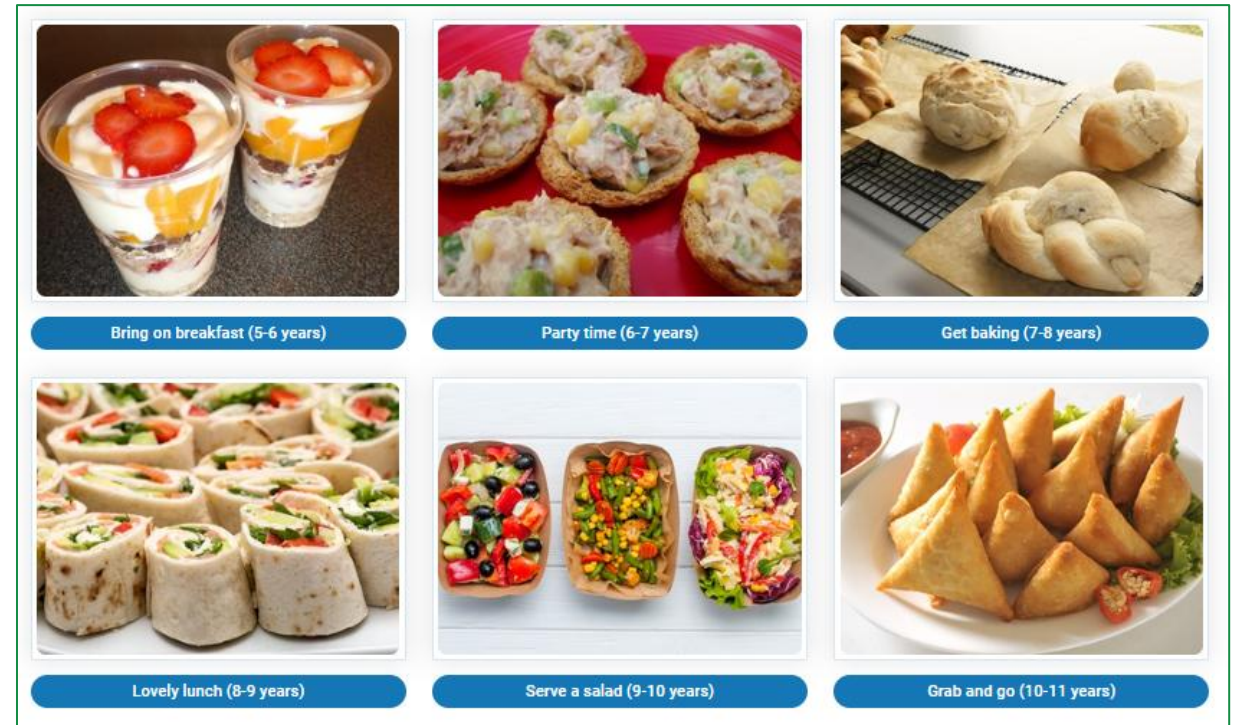 Bring on breakfast (5-6 years)
Party time (6-7 years)
Get baking (7-8 years)
Lovely lunch (8-9 years)
Serve a salad (9-10 years)
Grab and go (10-11 years)